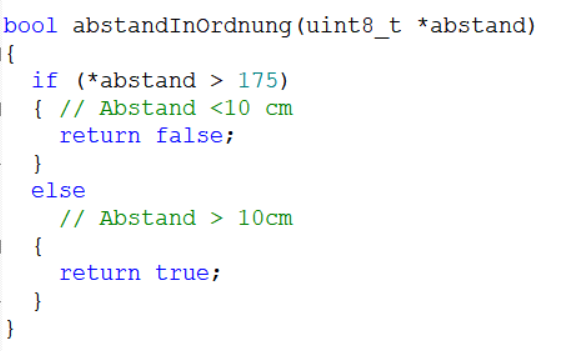 bool abstandInOrdnung(uint8_t *abstand)
{
  if (*abstand > 175)
  { // Abstand <10 cm
    return false;
  }
  else
    // Abstand > 10cm
  {
    return true;
  }
}